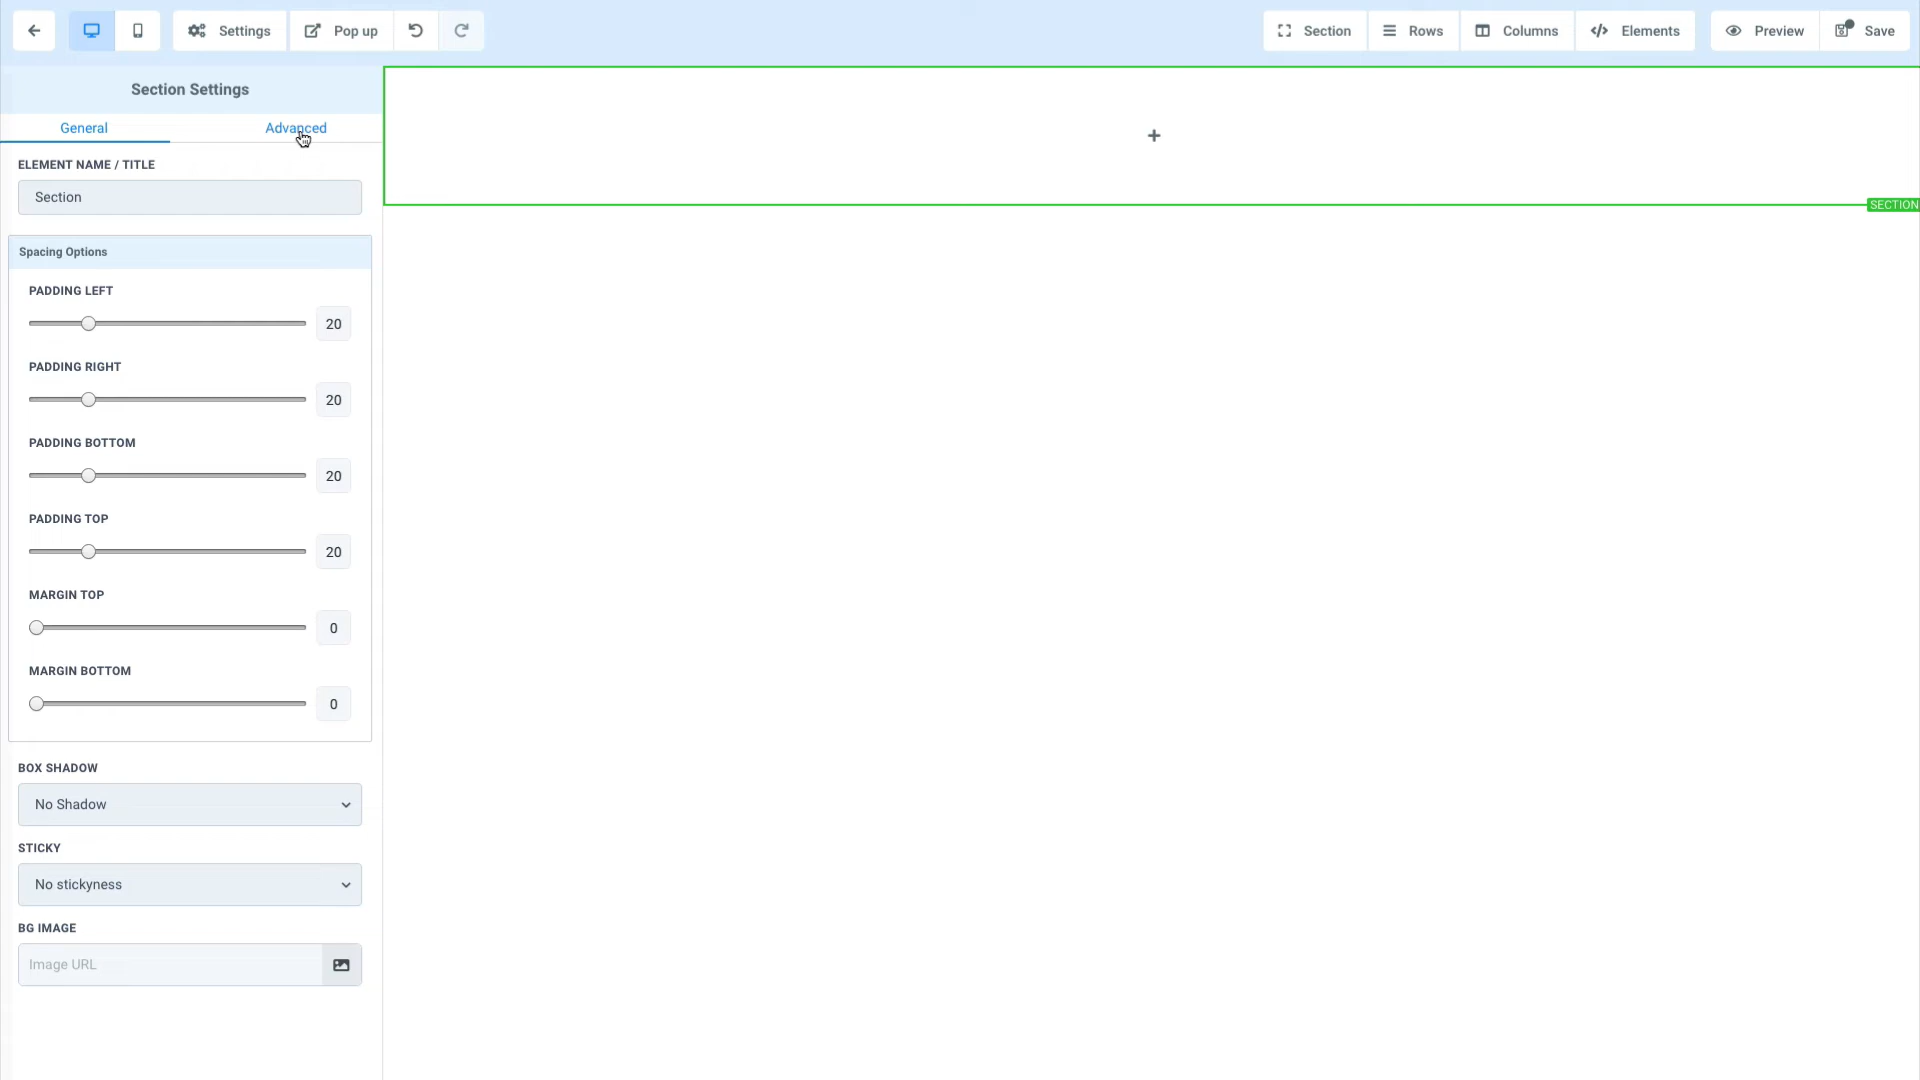 Settings
Pop up
Section
Rows
Columns
Elements
Preview
Save
Section Settings
General
Advanced
ELEMENT NAME / TITLE
Section
Spacing Options
PADDING LEFT
20
PADDING RIGHT
20
PADDING BOTTOM
20
PADDING TOP
20
MARGIN TOP
0
MARGIN BOTTOM
0
BOX SHADOW
No Shadow
STICKY
No stickyness
BG IMAGE
Image URL
SECTION